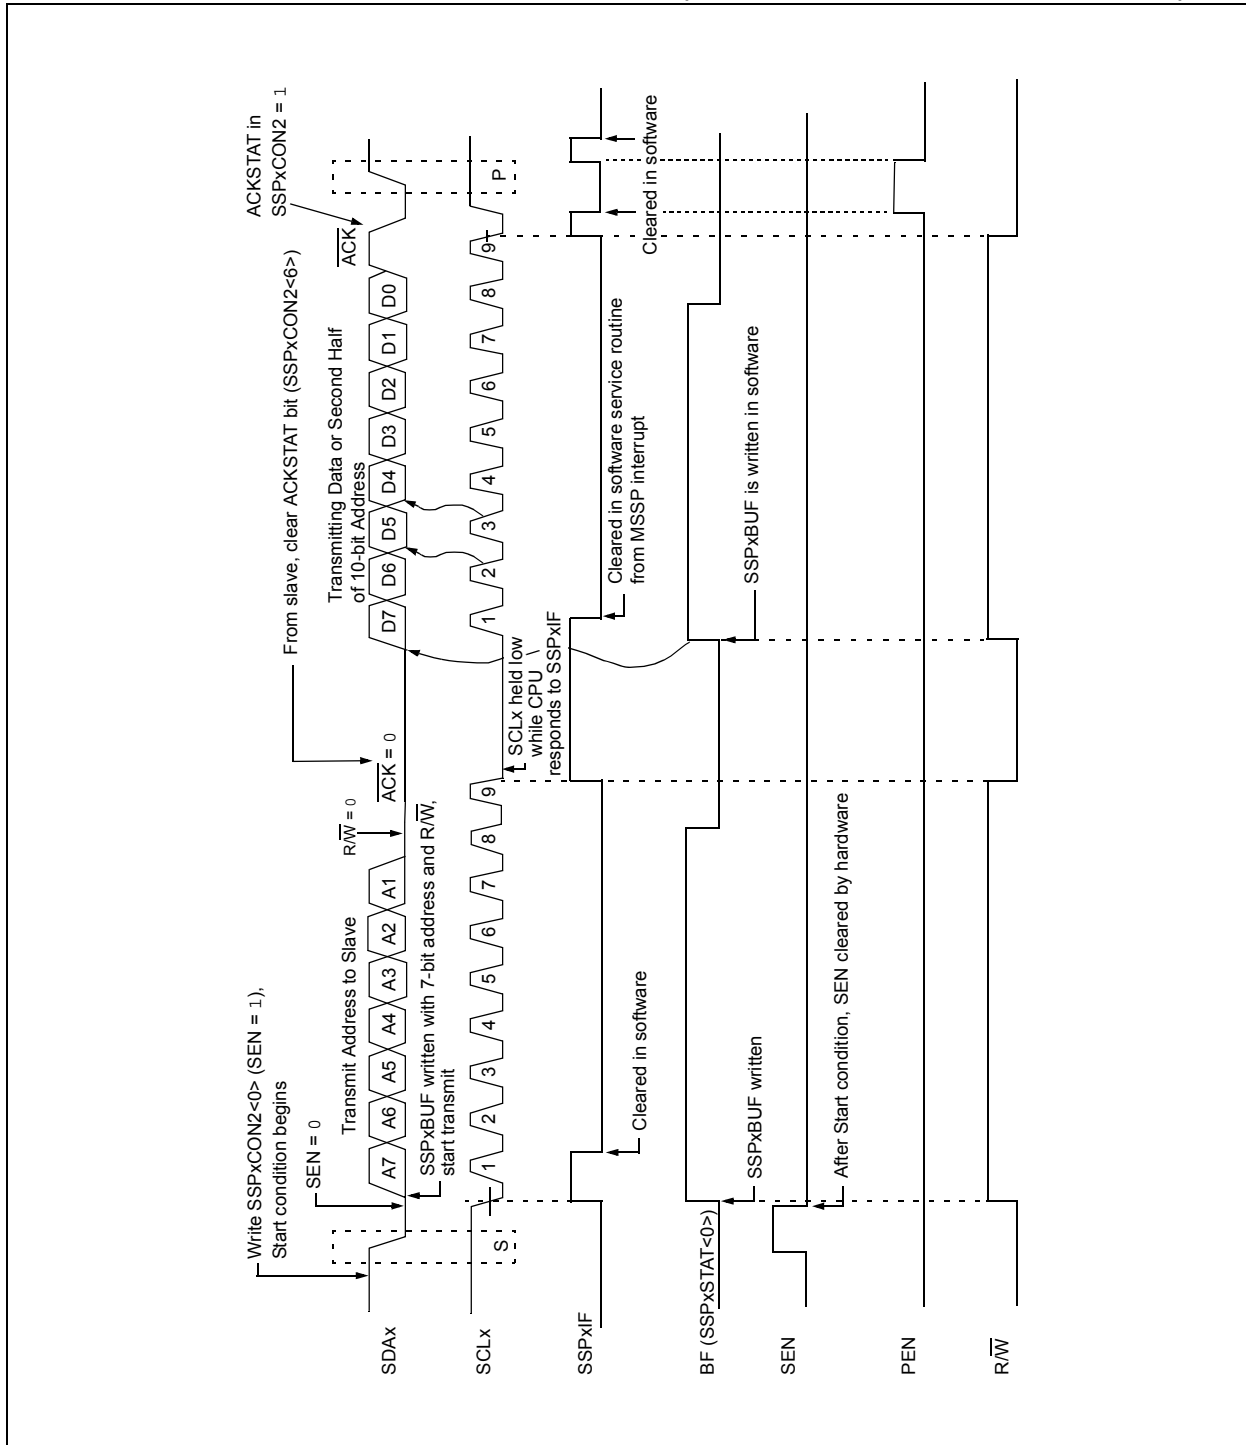 Write SSPxCON2<0> (SEN = 1),
Start condition begins
SEN = 0
Transmit Address to Slave
R/W = 0
From slave, clear ACKSTAT bit (SSPxCON2<6>)
ACK = 0
Transmitting Data or Second Half
of 10-bit Address
ACK
ACKSTAT in
SSPxCON2 = 1
SDAx
A7 A6 A5 A4 A3 A2 A1
D7 D6 D5 D4 D3 D2 D1 D0
SSPxBUF written with 7-bit address and R/W,
start transmit
SCLx
S
1 2 3 4 5 6 7 8 9
1 2 3 4 5 6 7 8 9
P
SCLx held low
while CPU
responds to SSPxIF
SSPxIF
Cleared in software
Cleared in software service routine
from MSSP interrupt
Cleared in software
BF (SSPxSTAT<0>)
SSPxBUF written
SSPxBUF is written in software
SEN
After Start condition, SEN cleared by hardware
PEN
R/W